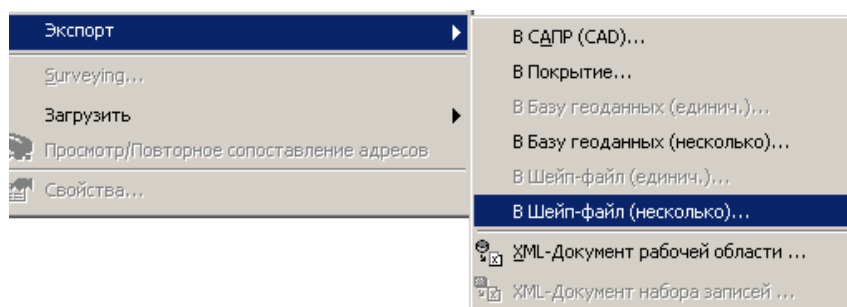 Экспорт
Surveying...
Загрузить
Просмотр/Повторное сопоставление адресов
Свойства...
В САПР (CAD)...
В Покрытие...
В Базу геоданных (единич.)...
В Базу геоданных (несколько)...
В Шейп-файл (единич.)...
В Шейп-файл (несколько)...
XML-Документ рабочей области ...
XML-Документ набора записей ...